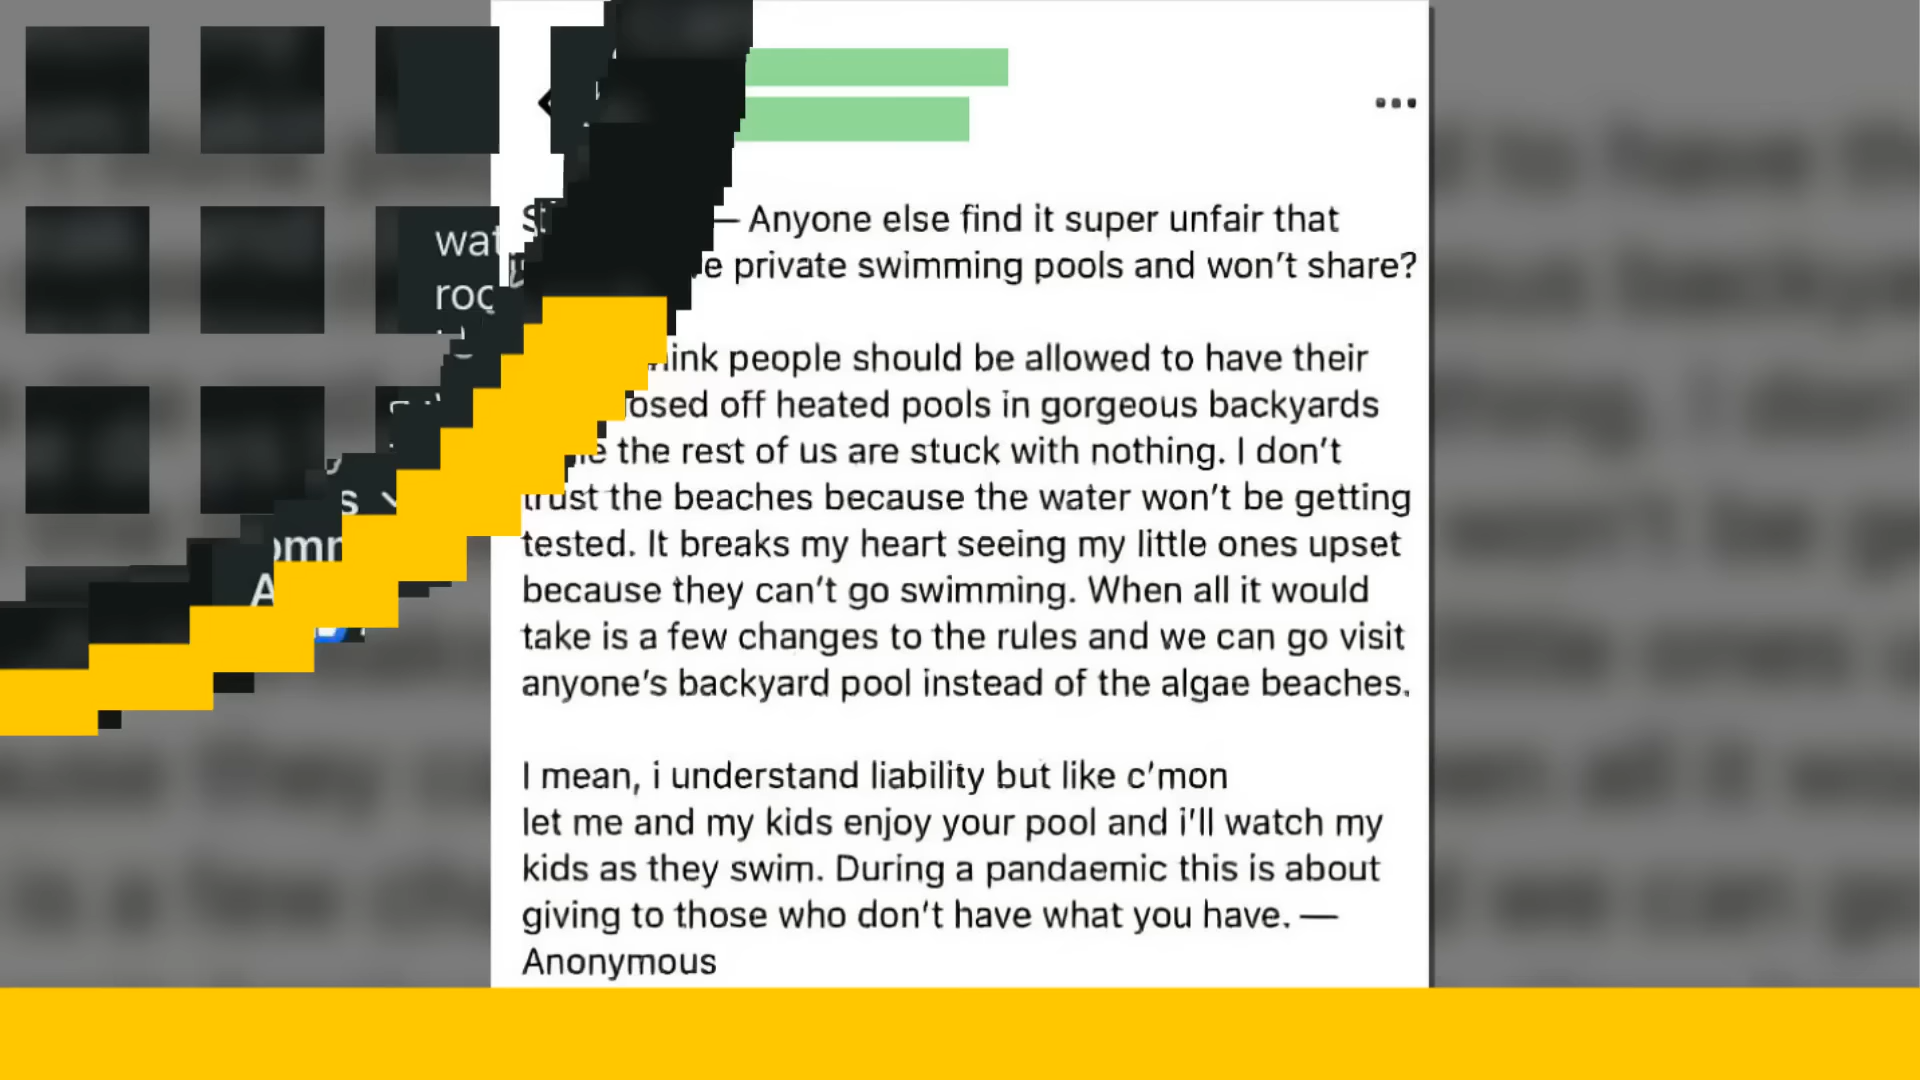 — Anyone else find it super unfair that
private swimming pools and won't share?
people should be allowed to have their
off heated pools in gorgeous backyards
the rest of us are stuck with nothing. I don't
trust the beaches because the water won't be getting
tested. It breaks my heart seeing my little ones upset
because they can't go swimming. When all it would
take is a few changes to the rules and we can go visit
anyone's backyard pool instead of the algae beaches.
I mean, i understand liability but like c'mon
let me and my kids enjoy your pool and i'll watch my
kids as they swim. During a pandaemic this is about
giving to those who don't have what you have. —
Anonymous